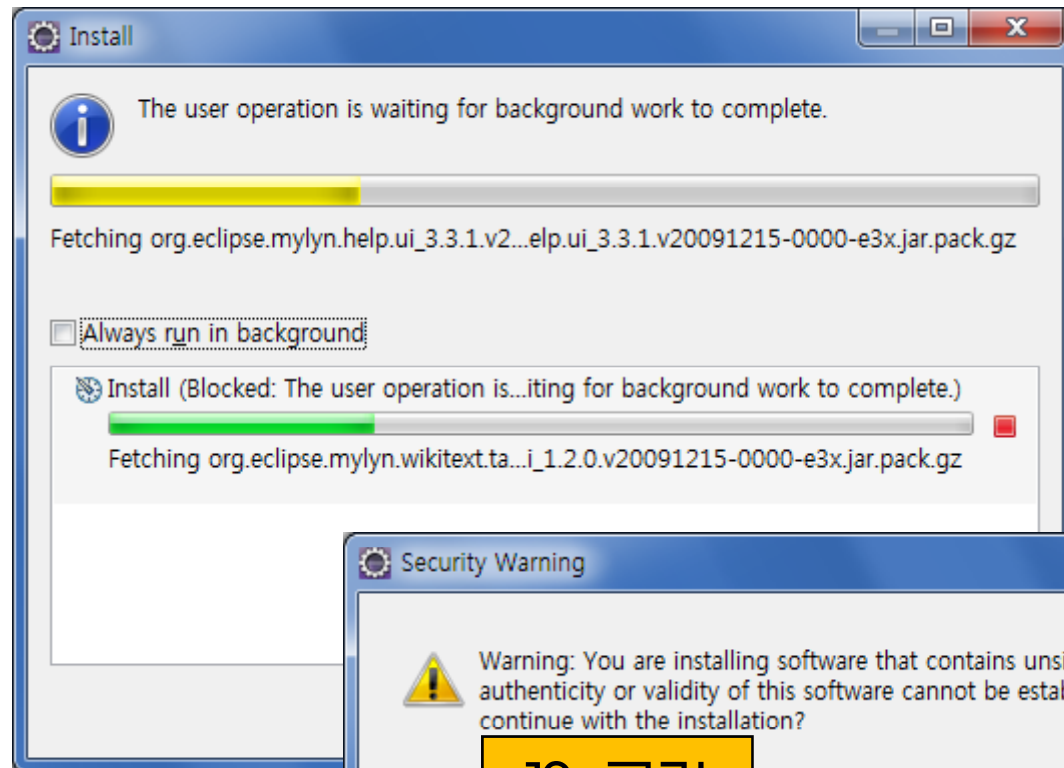 Install
The user operation is waiting for background work to complete.
Fetching org.eclipse.mylyn.help.ui_3.3.1.v2...elp.ui_3.3.1.v20091215-0000-e3x.jar.pack.gz
Always run in background
Install (Blocked: The user operation is...iting for background work to complete.)
Fetching org.eclipse.mylyn.wikitext.ta...i_1.2.0.v20091215-0000-e3x.jar.pack.gz
Security Warning
Warning: You are installing software that contains
authenticity or validity of this software cannot be
continue with the installation?